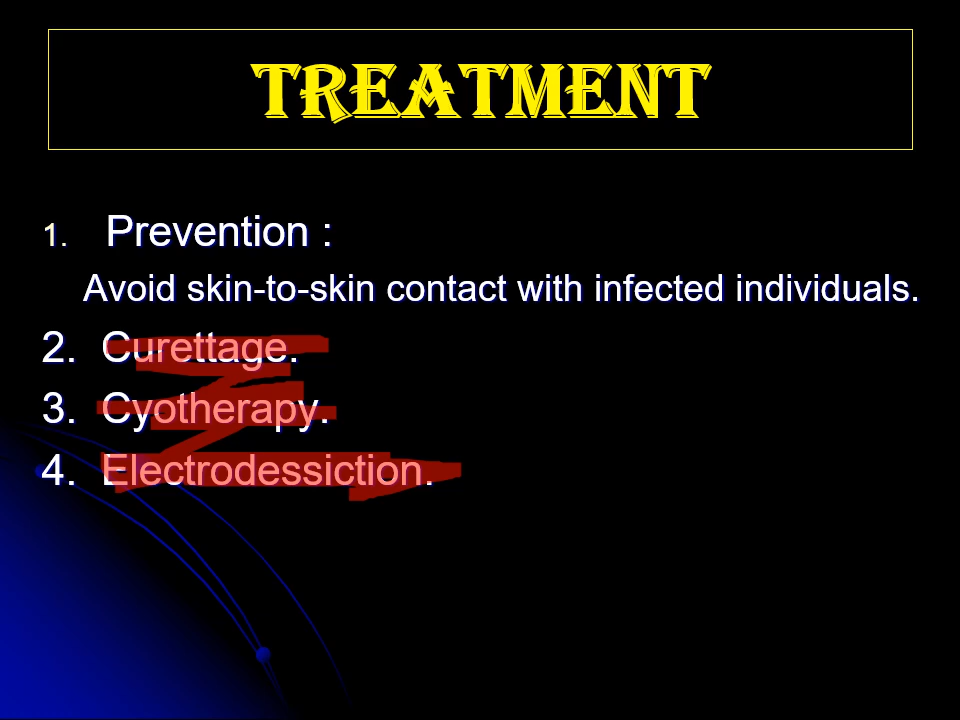 TREATMENT
1. Prevention :
Avoid skin-to-skin contact with infected individuals.
2. Curettage.
3. Cyotherapy.
4. Electrodessiction.